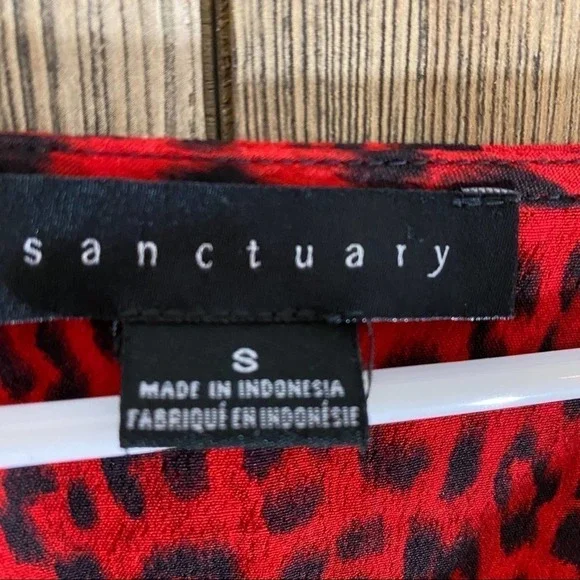 sanctuary
S
MADE IN INDONESIA
FABRIQUÉ EN INDONÉSIE